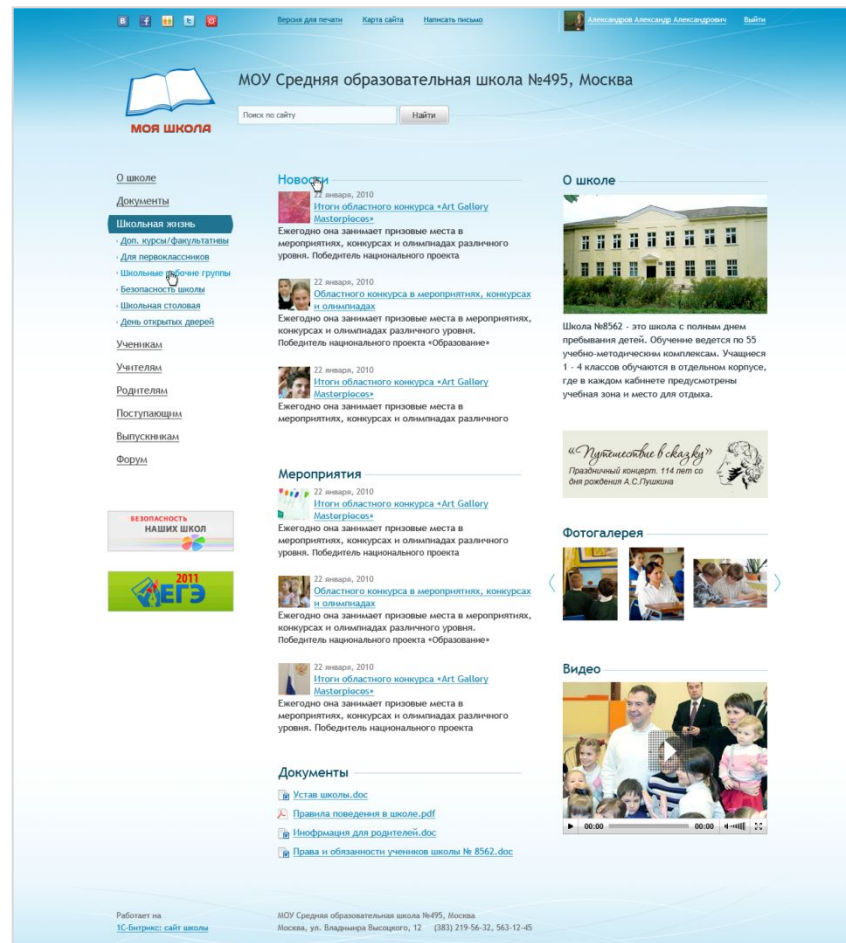 Версия для печати
Карта сайта
Написать письмо
Александров Александр Александрович
Выйти
МОУ Средняя образовательная школа №495, Москва
МОЯ ШКОЛА
Поиск по сайту
Найти
О школе
Документы
Школьная жизнь
· Доп. курсы/факультативы
· Для первоклассников
· Школьные рабочие группы
· Безопасность школы
· Школьная столовая
· День открытых дверей
Ученикам
Учителям
Родителям
Поступающим
Выпускникам
Форум
БЕЗОПАСНОСТЬ
НАШИХ ШКОЛ
2011
ЕГЭ
Новости
22 января, 2010
Итоги областного конкурса «Art Gallery
Masterpieces»
Ежегодно она занимает призовые места в
мероприятиях, конкурсах и олимпиадах различного
уровня. Победитель национального проекта
22 января, 2010
Областного конкурса в мероприятиях, конкурсах
и олимпиадах
Ежегодно она занимает призовые места в мероприятиях,
конкурсах и олимпиадах различного уровня.
Победитель национального проекта «Образование»
22 января, 2010
Итоги областного конкурса «Art Gallery
Masterpieces»
Ежегодно она занимает призовые места в
мероприятиях, конкурсах и олимпиадах различного
Мероприятия
22 января, 2010
Итоги областного конкурса «Art Gallery
Masterpieces»
Ежегодно она занимает призовые места в
мероприятиях, конкурсах и олимпиадах различного
уровня. Победитель национального проекта
22 января, 2010
Областного конкурса в мероприятиях, конкурсах
и олимпиадах
Ежегодно она занимает призовые места в мероприятиях,
конкурсах и олимпиадах различного уровня.
Победитель национального проекта «Образование»
22 января, 2010
Итоги областного конкурса «Art Gallery
Masterpieces»
Ежегодно она занимает призовые места в
мероприятиях, конкурсах и олимпиадах различного
уровня. Победитель национального проекта
Документы
Устав школы.doc
Правила поведения в школе.pdf
Инофрмация для родителей.doc
Права и обязанности учеников школы № 8562.doc
О школе
Школа №8562 - это школа с полным днем
пребывания детей. Обучение ведется по 55
учебно-методическим комплексам. Учащиеся
1 - 4 классов обучаются в отдельном корпусе,
где в каждом кабинете предусмотрены
учебная зона и место для отдыха.
«Путешествие в сказку»
Праздничный концерт. 114 лет со
дня рождения А.С.Пушкина
Фотогалерея
Видео
00:00
00:00
Работает на
1С-Битрикс: сайт школы
МОУ Средняя образовательная школа №495, Москва
Москва, ул. Владимира Высоцкого, 12 (383) 219-56-32, 563-12-45